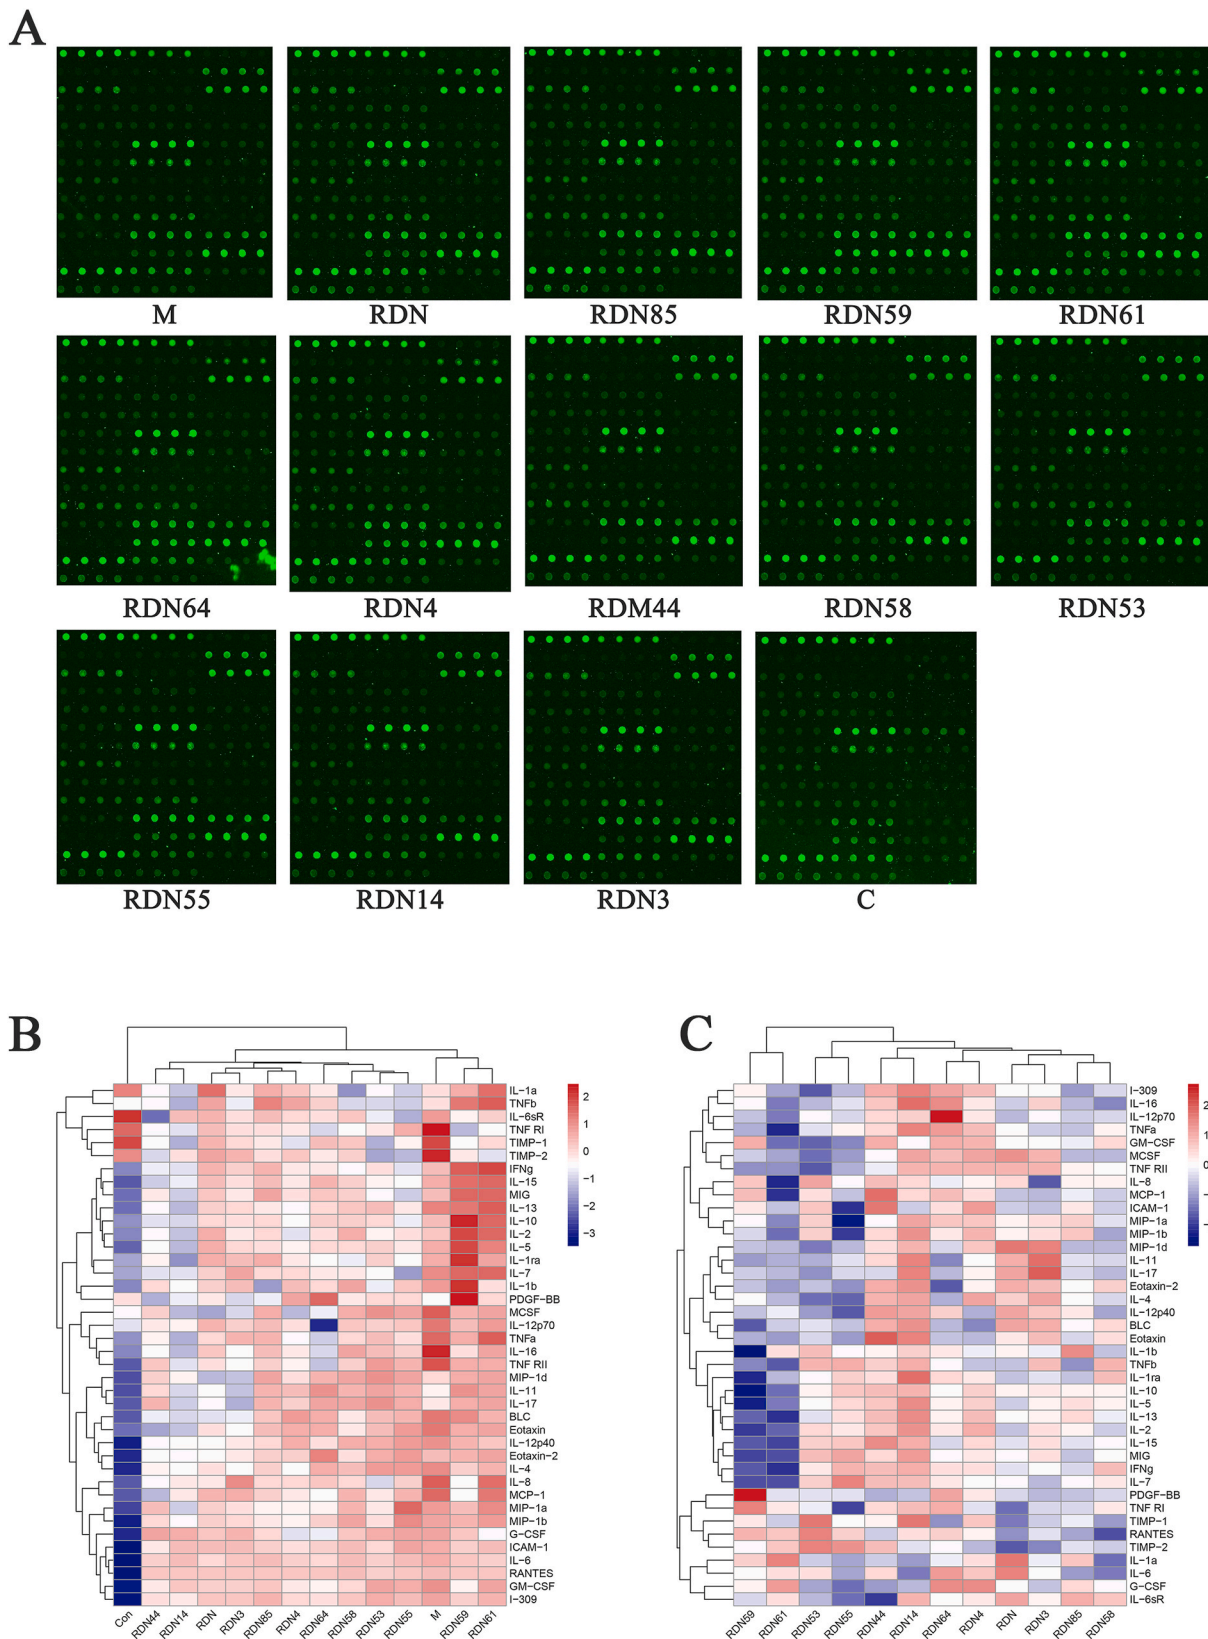 A
M RDN RDN85 RDN59 RDN61
RDN64 RDN4 RDM44 RDN58 RDN53
RDN55 RDN14 RDN3 C
B
IL-1a
TNFb
IL-6sR
TNF RI
TIMP-1
TIMP-2
IFNg
IL-15
MIG
IL-13
IL-10
IL-2
IL-5
IL-1ra
IL-7
IL-1b
PDGF-BB
MCSF
IL-12p70
TNFa
IL-16
TNF RII
MIP-1d
IL-11
IL-17
BLC
Eotaxin
IL-12p40
Eotaxin-2
IL-4
IL-8
MCP-1
MIP-1a
MIP-1b
G-CSF
ICAM-1
IL-6
RANTES
GM-CSF
I-309
2
1
0
−1
−2
−3
Con RDN44 RDN14 RDN RDN3 RDN85 RDN4 RDN64 RDN58 RDN53 RDN55 M RDN59 RDN61
C
I-309
IL-16
IL-12p70
TNFa
GM-CSF
MCSF
TNF RII
IL-8
MCP-1
ICAM-1
MIP-1a
MIP-1b
MIP-1d
IL-11
IL-17
Eotaxin-2
IL-4
IL-12p40
BLC
Eotaxin
IL-1b
TNFb
IL-1ra
IL-10
IL-5
IL-13
IL-2
IL-15
MIG
IFNg
IL-7
PDGF-BB
TNF RI
TIMP-1
RANTES
TIMP-2
IL-1a
IL-6
G-CSF
IL-6sR
2
1
0
RDN59 RDN61 RDN53 RDN55 RDN44 RDN14 RDN64 RDN4 RDN RDN3 RDN85 RDN58